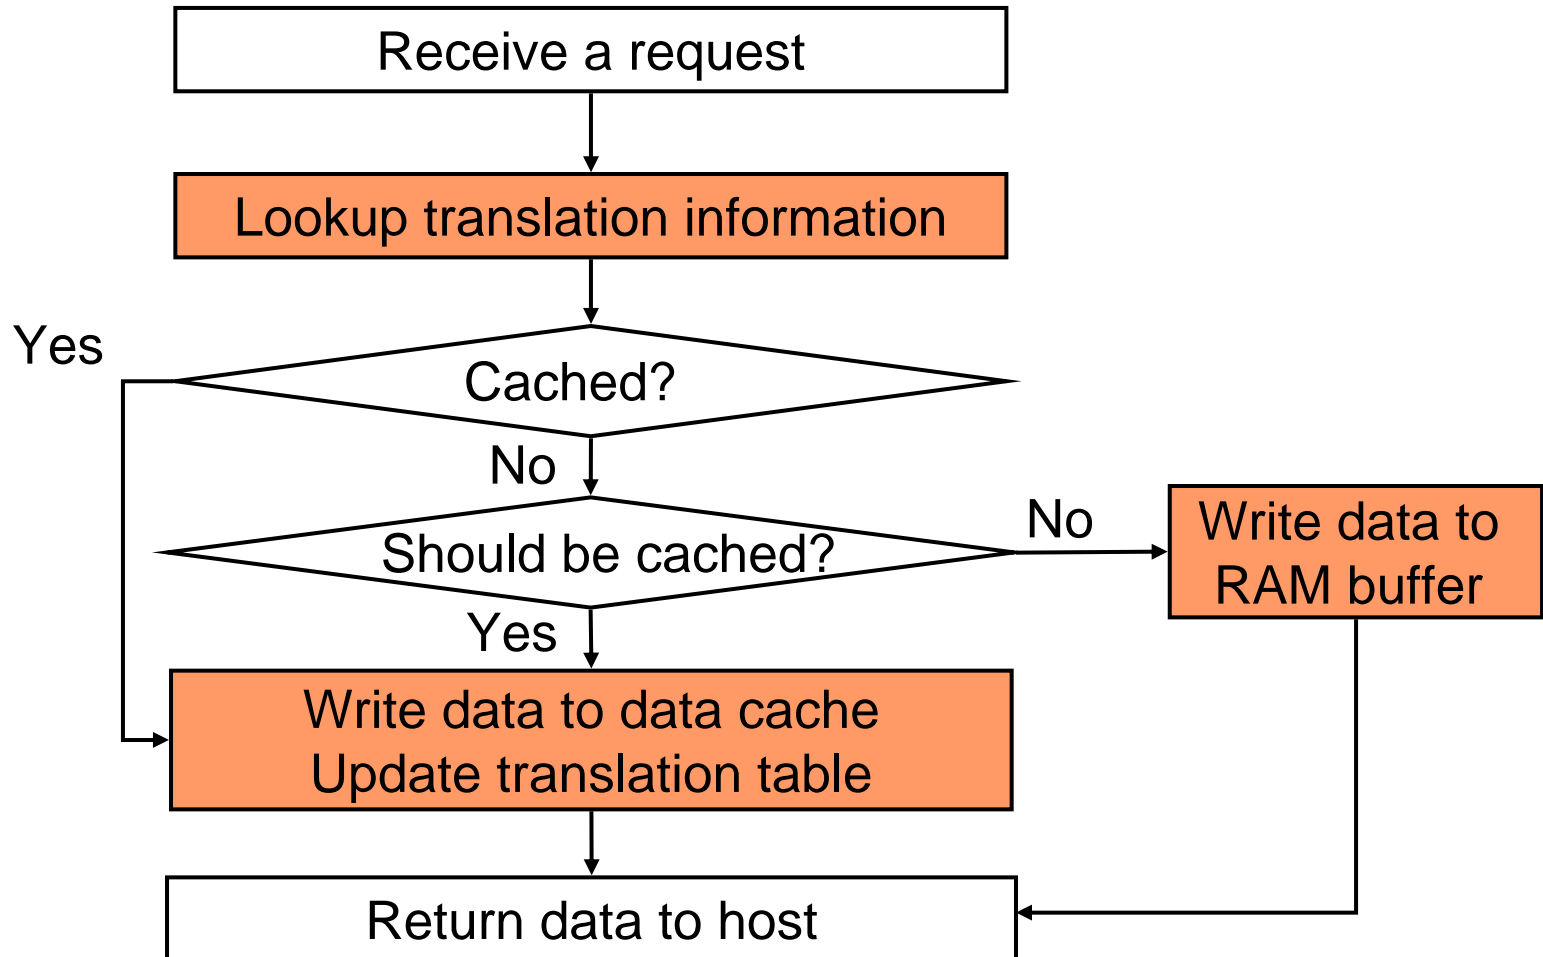 Receive a request
Lookup translation information
Yes
Cached?
No
Should be cached?
No
Write data to
RAM buffer
Yes
Write data to data cache
Update translation table
Return data to host